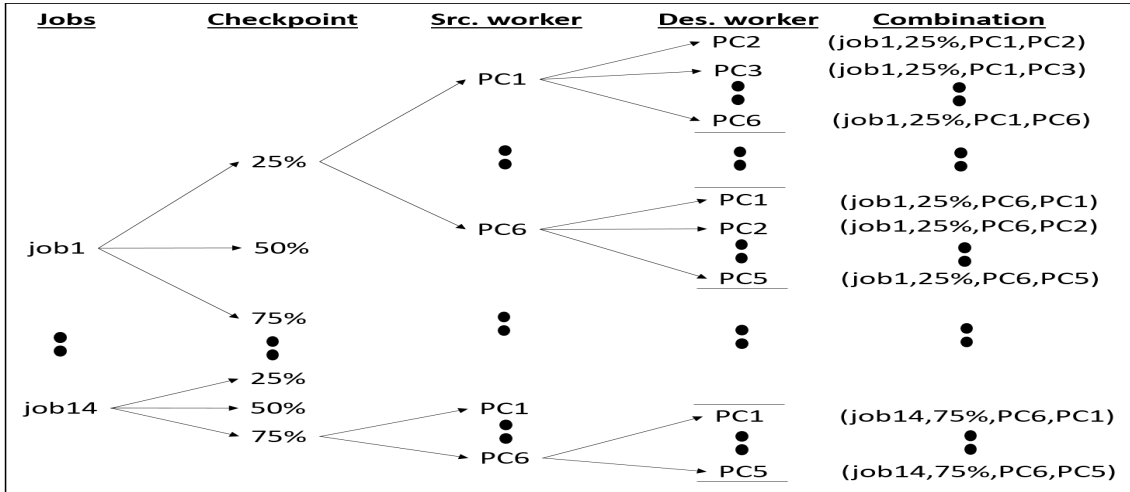 Jobs Checkpoint Src. worker Des. worker Combination
PC2 (job1,25%,PC1,PC2)
PC1 PC3 (job1,25%,PC1,PC3)
PC6 (job1,25%,PC1,PC6)
25%
PC1 (job1,25%,PC6,PC1)
PC6 PC2 (job1,25%,PC6,PC2)
job1 50%
PC5 (job1,25%,PC6,PC5)
75%
25%
job14 50% PC1 PC1 (job14,75%,PC6,PC1)
75%
PC6 PC5 (job14,75%,PC6,PC5)